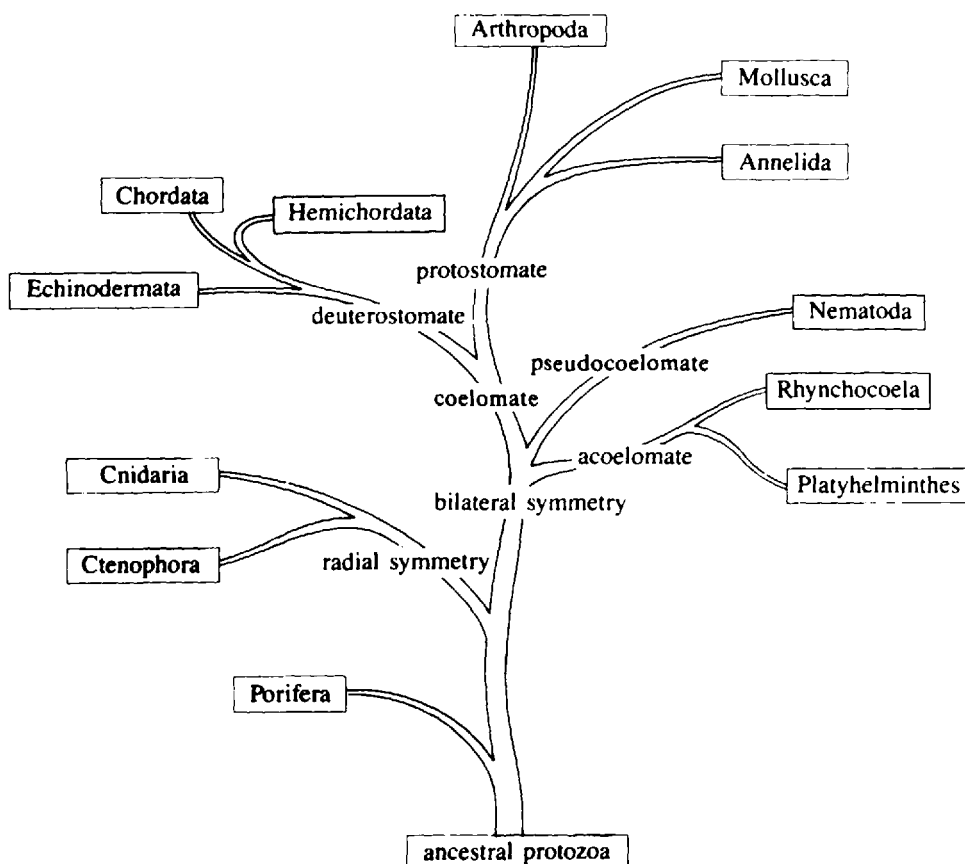 Arthropoda
Mollusca
Annelida
Chordata
Hemichordata
protostomate
Echinodermata
deuterostomate
Nematoda
pseudocoelomate
Rhynchocoela
coelomate
acoelomate
Cnidaria
Platyhelminthes
bilateral symmetry
Ctenophora
radial symmetry
Porifera
ancestral protozoa